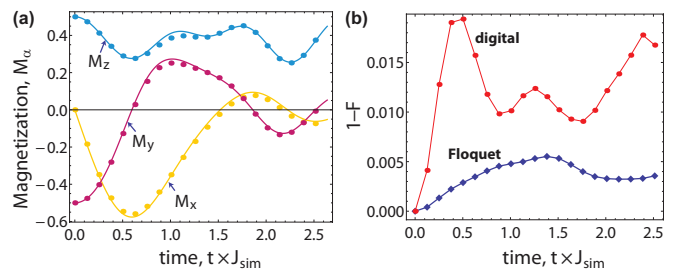 (a)
Magnetization, M_α
0.4
0.2
0.0
−0.2
−0.4
−0.6
M_z
M_y
M_x
0.0 0.5 1.0 1.5 2.0 2.5
time, t × J_sim
(b)
1-F
0.015
0.010
0.005
0.000
digital
Floquet
0.0 0.5 1.0 1.5 2.0 2.5
time, t × J_sim